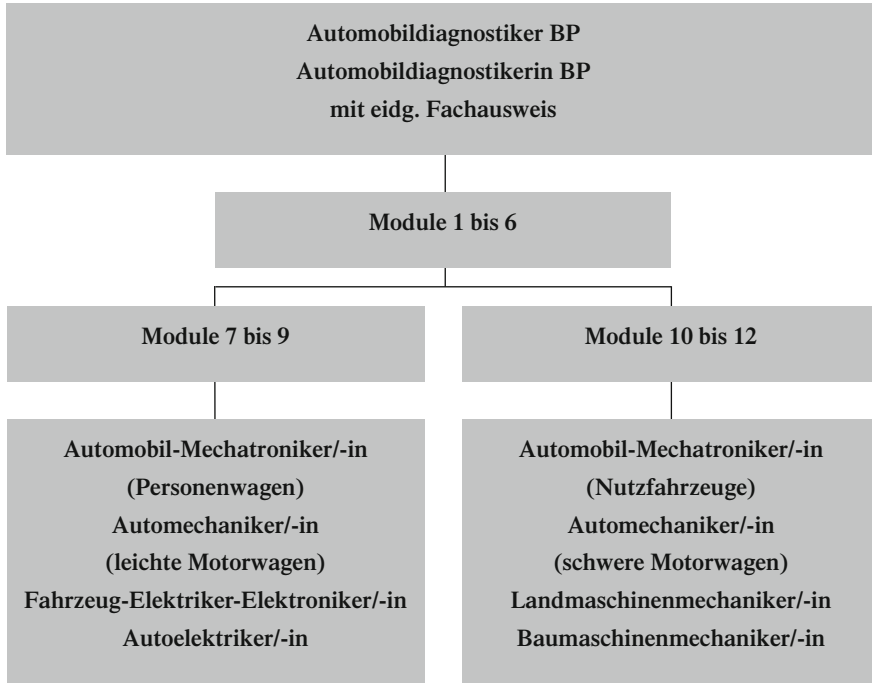 Automobildiagnostiker BP
Automobildiagnostikerin BP
mit eidg. Fachausweis
Module 1 bis 6
Module 7 bis 9
Module 10 bis 12
Automobil-Mechatroniker/-in
(Personenwagen)
Automechaniker/-in
(leichte Motorwagen)
Fahrzeug-Elektriker-Elektroniker/-in
Autoelektriker/-in
Automobil-Mechatroniker/-in
(Nutzfahrzeuge)
Automechaniker/-in
(schwere Motorwagen)
Landmaschinenmechaniker/-in
Baumaschinenmechaniker/-in